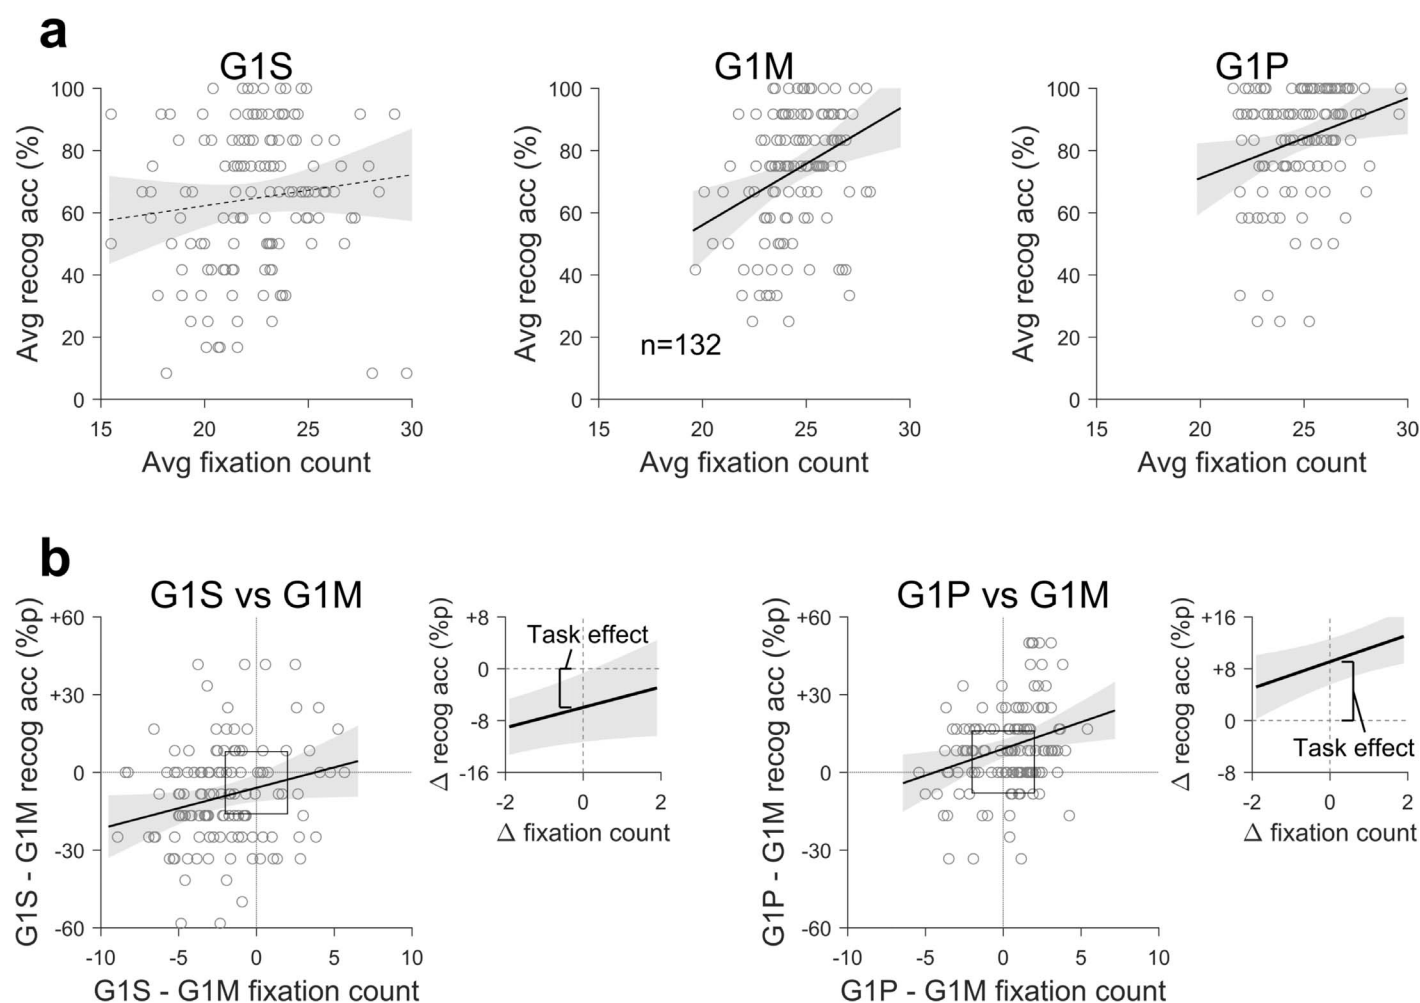 a
G1S
G1M
G1P
Avg recog acc (%)
100
80
60
40
20
0
15
20
25
30
Avg fixation count
Avg recog acc (%)
100
80
60
40
20
0
n=132
15
20
25
30
Avg fixation count
Avg recog acc (%)
100
80
60
40
20
0
15
20
25
30
Avg fixation count
b
G1S vs G1M
G1S - G1M recog acc (%p)
+60
+30
0
-30
-60
-10
-5
0
5
10
G1S - G1M fixation count
Δ recog acc (%p)
+8
0
-8
-16
Task effect
-2
0
2
Δ fixation count
G1P vs G1M
G1P - G1M recog acc (%p)
+60
+30
0
-30
-60
-10
-5
0
5
10
G1P - G1M fixation count
Δ recog acc (%p)
+16
+8
0
-8
Task effect
-2
0
2
Δ fixation count